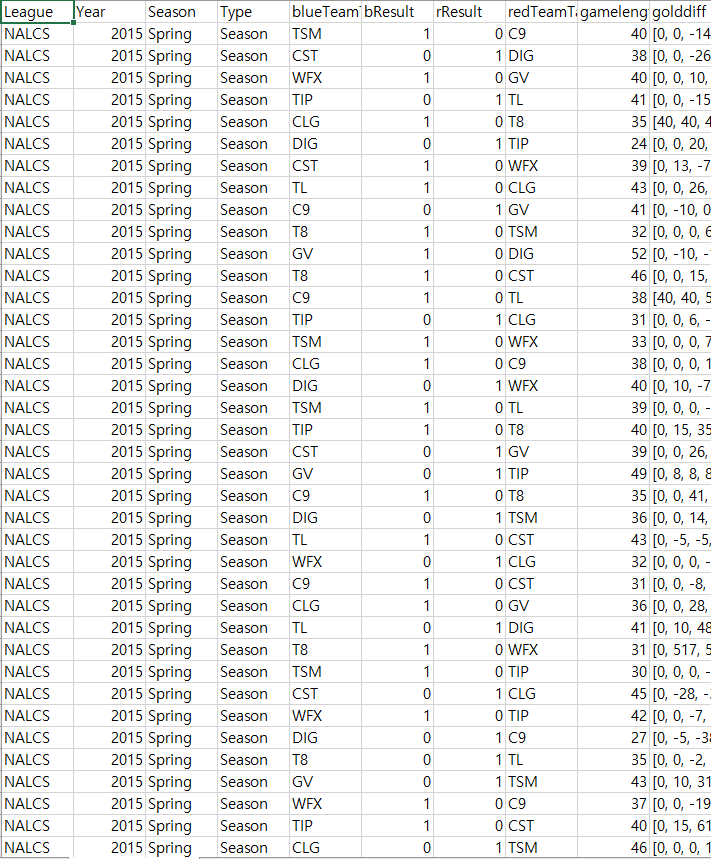 League Year Season Type blueTeamT bResult rResult redTeamTa gameleng golddiff
NALCS 2015 Spring Season TSM 1 0 C9 40 [0, 0, -14
NALCS 2015 Spring Season CST 0 1 DIG 38 [0, 0, -26
NALCS 2015 Spring Season WFX 1 0 GV 40 [0, 0, 10,
NALCS 2015 Spring Season TIP 0 1 TL 41 [0, 0, -15
NALCS 2015 Spring Season CLG 1 0 T8 35 [40, 40, 4
NALCS 2015 Spring Season DIG 0 1 TIP 24 [0, 0, 20,
NALCS 2015 Spring Season CST 1 0 WFX 39 [0, 13, -7
NALCS 2015 Spring Season TL 1 0 CLG 43 [0, 0, 26,
NALCS 2015 Spring Season C9 0 1 GV 41 [0, -10, 0
NALCS 2015 Spring Season T8 1 0 TSM 32 [0, 0, 0, 6
NALCS 2015 Spring Season GV 1 0 DIG 52 [0, -10, -
NALCS 2015 Spring Season T8 1 0 CST 46 [0, 0, 15,
NALCS 2015 Spring Season C9 1 0 TL 38 [40, 40, 5
NALCS 2015 Spring Season TIP 0 1 CLG 31 [0, 0, 6, -
NALCS 2015 Spring Season TSM 1 0 WFX 33 [0, 0, 0, 7
NALCS 2015 Spring Season CLG 1 0 C9 38 [0, 0, 0, 1
NALCS 2015 Spring Season DIG 0 1 WFX 40 [0, 10, -7
NALCS 2015 Spring Season TSM 1 0 TL 39 [0, 0, 0, -
NALCS 2015 Spring Season TIP 1 0 T8 40 [0, 15, 35
NALCS 2015 Spring Season CST 0 1 GV 39 [0, 0, 26,
NALCS 2015 Spring Season GV 0 1 TIP 49 [0, 8, 8, 8
NALCS 2015 Spring Season C9 1 0 T8 35 [0, 0, 41,
NALCS 2015 Spring Season DIG 0 1 TSM 36 [0, 0, 14,
NALCS 2015 Spring Season TL 1 0 CST 43 [0, -5, -5,
NALCS 2015 Spring Season WFX 0 1 CLG 32 [0, 0, 0, -
NALCS 2015 Spring Season C9 1 0 CST 31 [0, 0, -8,
NALCS 2015 Spring Season CLG 1 0 GV 36 [0, 0, 28,
NALCS 2015 Spring Season TL 0 1 DIG 41 [0, 10, 48
NALCS 2015 Spring Season T8 1 0 WFX 31 [0, 517, 5
NALCS 2015 Spring Season TSM 1 0 TIP 30 [0, 0, 0, -
NALCS 2015 Spring Season CST 0 1 CLG 45 [0, -28, -
NALCS 2015 Spring Season WFX 1 0 TIP 42 [0, 0, -7,
NALCS 2015 Spring Season DIG 0 1 C9 27 [0, -5, -38
NALCS 2015 Spring Season T8 0 1 TL 35 [0, 0, -2,
NALCS 2015 Spring Season GV 0 1 TSM 43 [0, 10, 31
NALCS 2015 Spring Season WFX 1 0 C9 37 [0, 0, -19
NALCS 2015 Spring Season TIP 1 0 CST 40 [0, 15, 61
NALCS 2015 Spring Season CLG 0 1 TSM 46 [0, 0, 0, 1